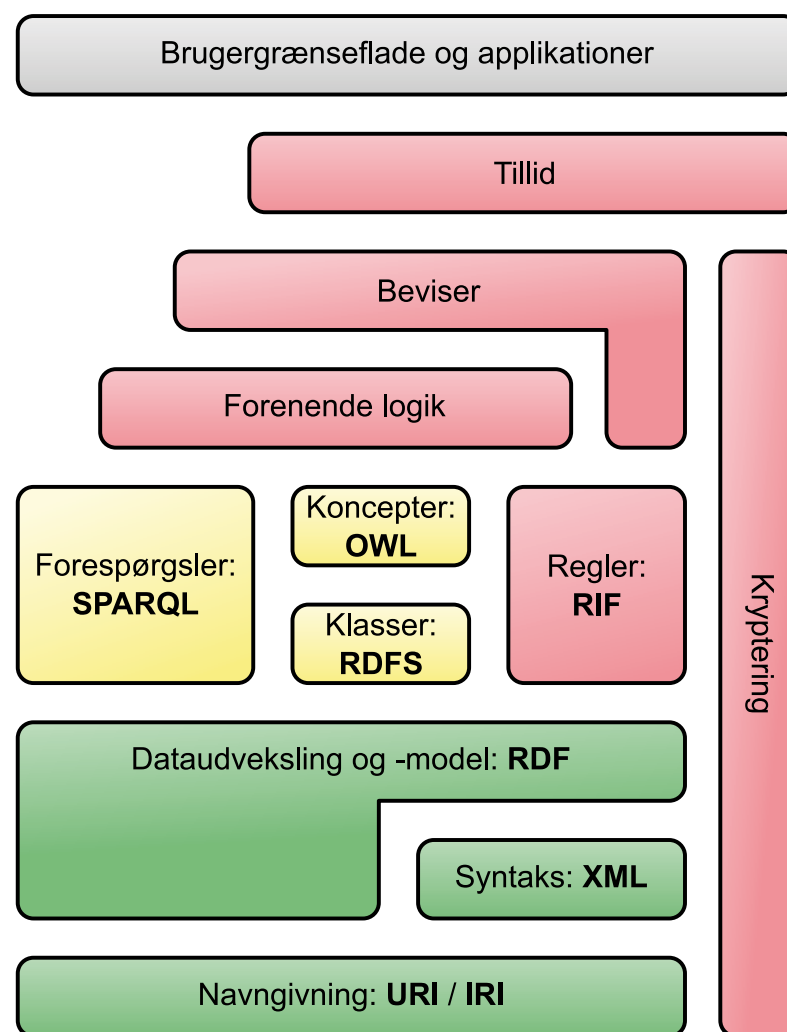 Brugergrænseflade og applikationer
Tillid
Beviser
Forenende logik
Forespørgsler:
SPARQL
Koncepter:
OWL
Klasser:
RDFS
Regler:
RIF
Kryptering
Dataudveksling og -model: RDF
Syntaks: XML
Navngivning: URI / IRI